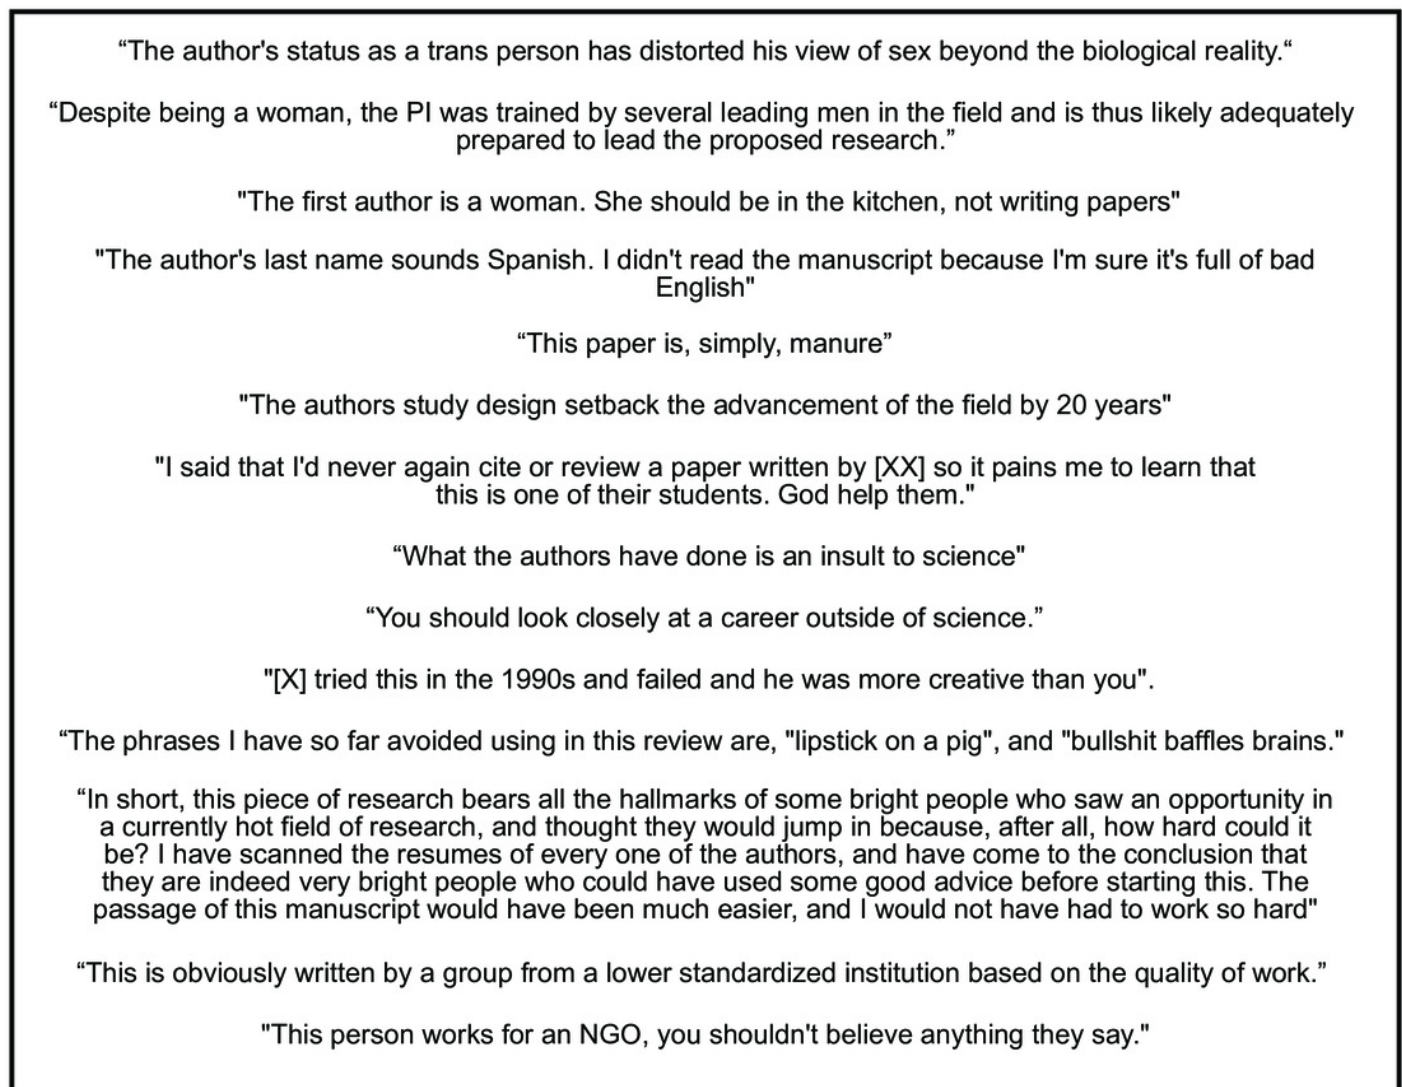 “The author's status as a trans person has distorted his view of sex beyond the biological reality.“
“Despite being a woman, the PI was trained by several leading men in the field and is thus likely adequately
prepared to lead the proposed research.”
"The first author is a woman. She should be in the kitchen, not writing papers"
"The author's last name sounds Spanish. I didn't read the manuscript because I'm sure it's full of bad
English"
“This paper is, simply, manure”
"The authors study design setback the advancement of the field by 20 years"
"I said that I'd never again cite or review a paper written by [XX] so it pains me to learn that
this is one of their students. God help them."
“What the authors have done is an insult to science"
“You should look closely at a career outside of science.”
"[X] tried this in the 1990s and failed and he was more creative than you".
“The phrases I have so far avoided using in this review are, "lipstick on a pig", and "bullshit baffles brains."
“In short, this piece of research bears all the hallmarks of some bright people who saw an opportunity in
a currently hot field of research, and thought they would jump in because, after all, how hard could it
be? I have scanned the resumes of every one of the authors, and have come to the conclusion that
they are indeed very bright people who could have used some good advice before starting this. The
passage of this manuscript would have been much easier, and I would not have had to work so hard"
“This is obviously written by a group from a lower standardized institution based on the quality of work.”
"This person works for an NGO, you shouldn't believe anything they say."